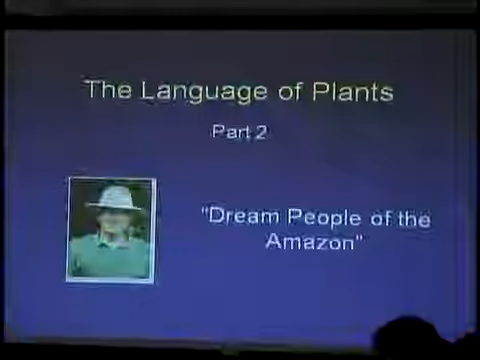 The Language of Plants
Part 2
"Dream People of the
Amazon"